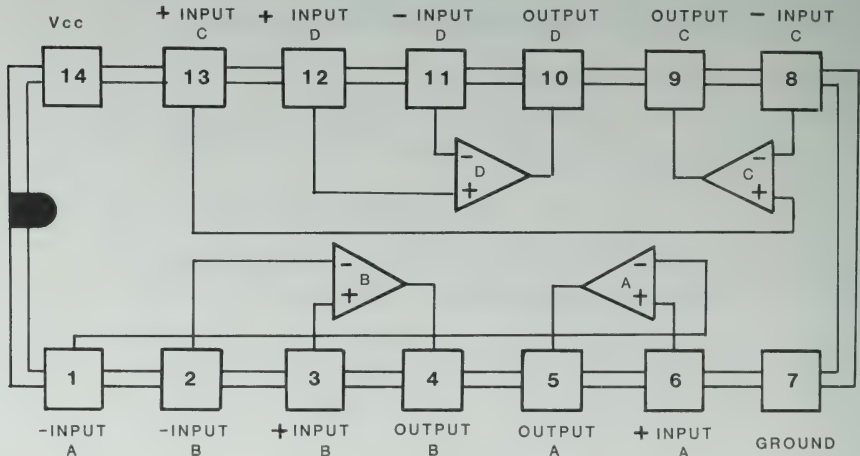 Vcc
+ INPUT C
+ INPUT D
- INPUT D
OUTPUT D
OUTPUT C
- INPUT C
14
13
12
11
10
9
8
-
+
D
-
+
C
-
+
B
-
+
A
1
2
3
4
5
6
7
-INPUT A
-INPUT B
+ INPUT B
OUTPUT B
OUTPUT A
+ INPUT A
GROUND